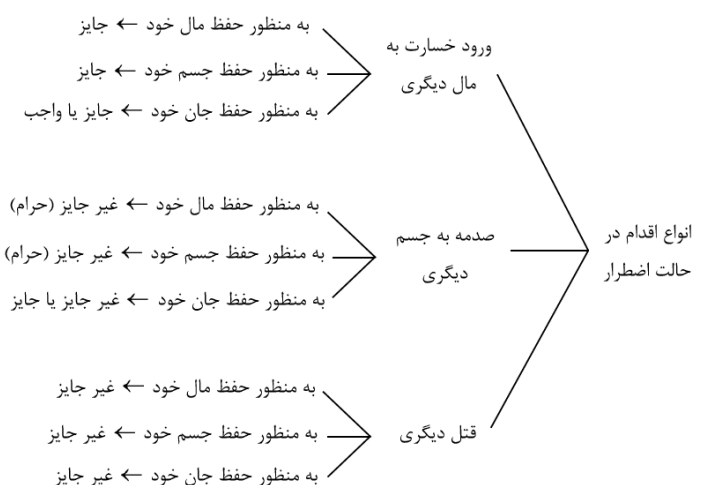 انواع اقدام در
حالت اضطرار
ورود خسارت به
مال دیگری
به منظور حفظ مال خود ← جایز
به منظور حفظ جسم خود ← جایز
به منظور حفظ جان خود ← جایز یا واجب
صدمه به جسم
دیگری
به منظور حفظ مال خود ← غیر جایز (حرام)
به منظور حفظ جسم خود ← غیر جایز (حرام)
به منظور حفظ جان خود ← غیر جایز یا جایز
قتل دیگری
به منظور حفظ مال خود ← غیر جایز
به منظور حفظ جسم خود ← غیر جایز
به منظور حفظ جان خود ← غیر جایز